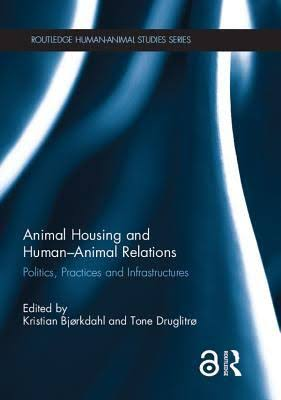 ROUTLEDGE HUMAN-ANIMAL STUDIES SERIES
Animal Housing and
Human–Animal Relations
Politics, Practices and Infrastructures
Edited by
Kristian Bjørkdahl and Tone Druglitrø
ROUTLEDGE